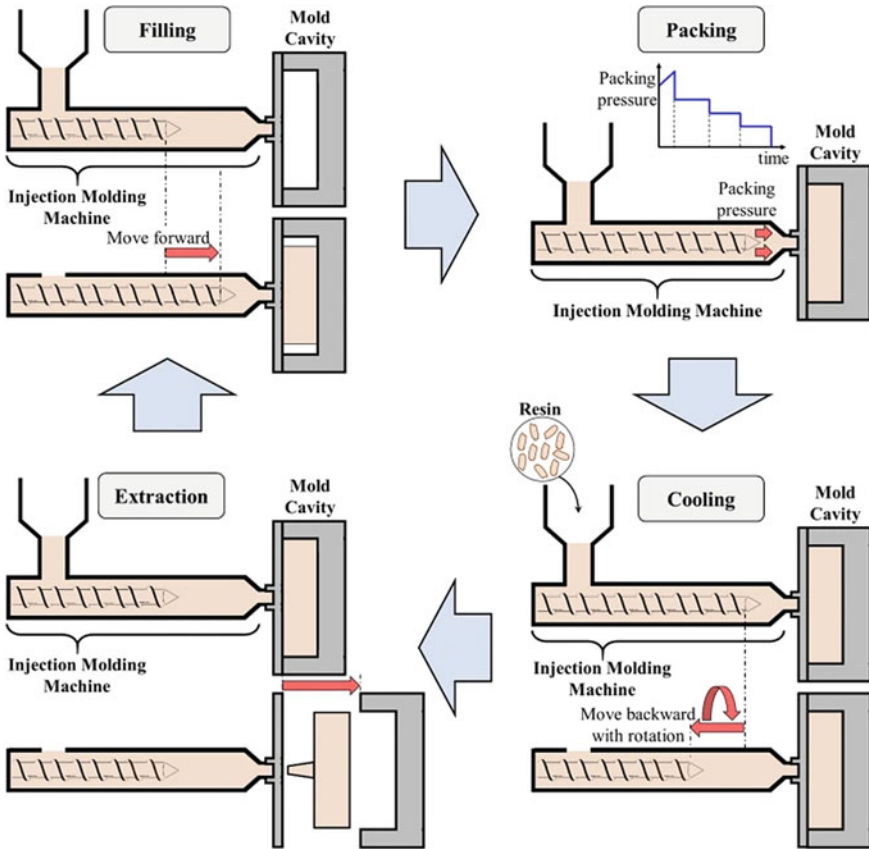 Filling
Mold
Cavity
Injection Molding
Machine
Move forward
Packing
Packing
pressure
time
Mold
Cavity
Packing
pressure
Injection Molding Machine
Extraction
Mold
Cavity
Injection Molding
Machine
Resin
Cooling
Mold
Cavity
Injection Molding
Machine
Move backward
with rotation